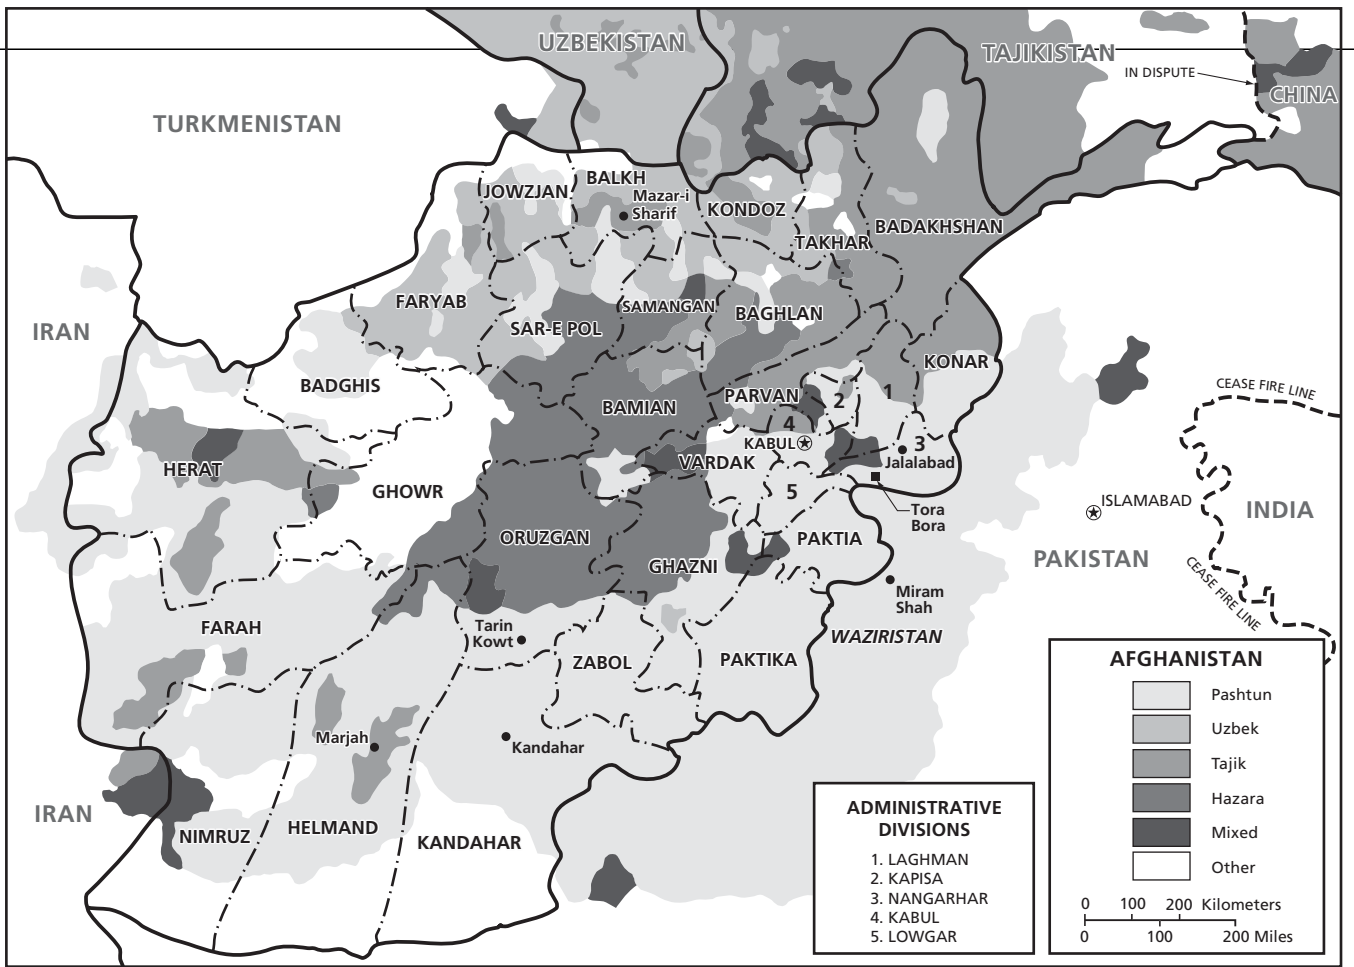 UZBEKISTAN
TAJIKISTAN
IN DISPUTE
CHINA
TURKMENISTAN
JOWZJAN
BALKH
Mazar-i
Sharif
KONDOZ
TAKHAR
BADAKHSHAN
IRAN
FARYAB
SAR-E POL
SAMANGAN
BAGHLAN
KONAR
BADGHIS
BAMIAN
PARVAN
2
1
4
KABUL
3
Jalalabad
CEASE FIRE LINE
HERAT
GHOWR
VARDAK
5
Tora
Bora
ISLAMABAD
INDIA
ORUZGAN
GHAZNI
PAKTIA
PAKISTAN
CEASE FIRE LINE
Miram
Shah
FARAH
Tarin
Kowt
ZABOL
PAKTIKA
WAZIRISTAN
Marjah
Kandahar
IRAN
NIMRUZ
HELMAND
KANDAHAR
ADMINISTRATIVE
DIVISIONS
1. LAGHMAN
2. KAPISA
3. NANGARHAR
4. KABUL
5. LOWGAR
AFGHANISTAN
Pashtun
Uzbek
Tajik
Hazara
Mixed
Other
0 100 200 Kilometers
0 100 200 Miles